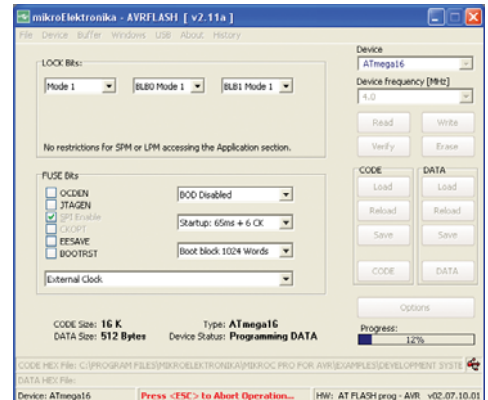 mikroElektronika - AVRFLASH [ v2.11a ]
File Device Buffer Windows USB About History
LOCK Bits:
Mode 1
BLB0 Mode 1
BLB1 Mode 1
No restrictions for SPM or LPM accessing the Application section.
FUSE Bits
OCDEN
JTAGEN
SPI Enable
CKOPT
EESAVE
BOOTRST
BOD Disabled
Startup: 65ms + 6 CK
Boot block 1024 Words
External Clock
CODE Size: 16 K
DATA Size: 512 Bytes
Type: ATmega16
Device Status: Programming DATA
Device
ATmega16
Device frequency [MHz]
4.0
Read Write
Verify Erase
CODE DATA
Load Load
Reload Reload
Save Save
CODE DATA
Options
Progress:
12%
CODE HEX File: C:\PROGRAM FILES\MIKROELEKTRONIKA\MIKROC PRO FOR AVR\EXAMPLES\DEVELOPMENT SYSTE
DATA HEX File:
Device: ATmega16 Press <ESC> to Abort Operation... HW: AT FLASH prog - AVR v02.07.10.01